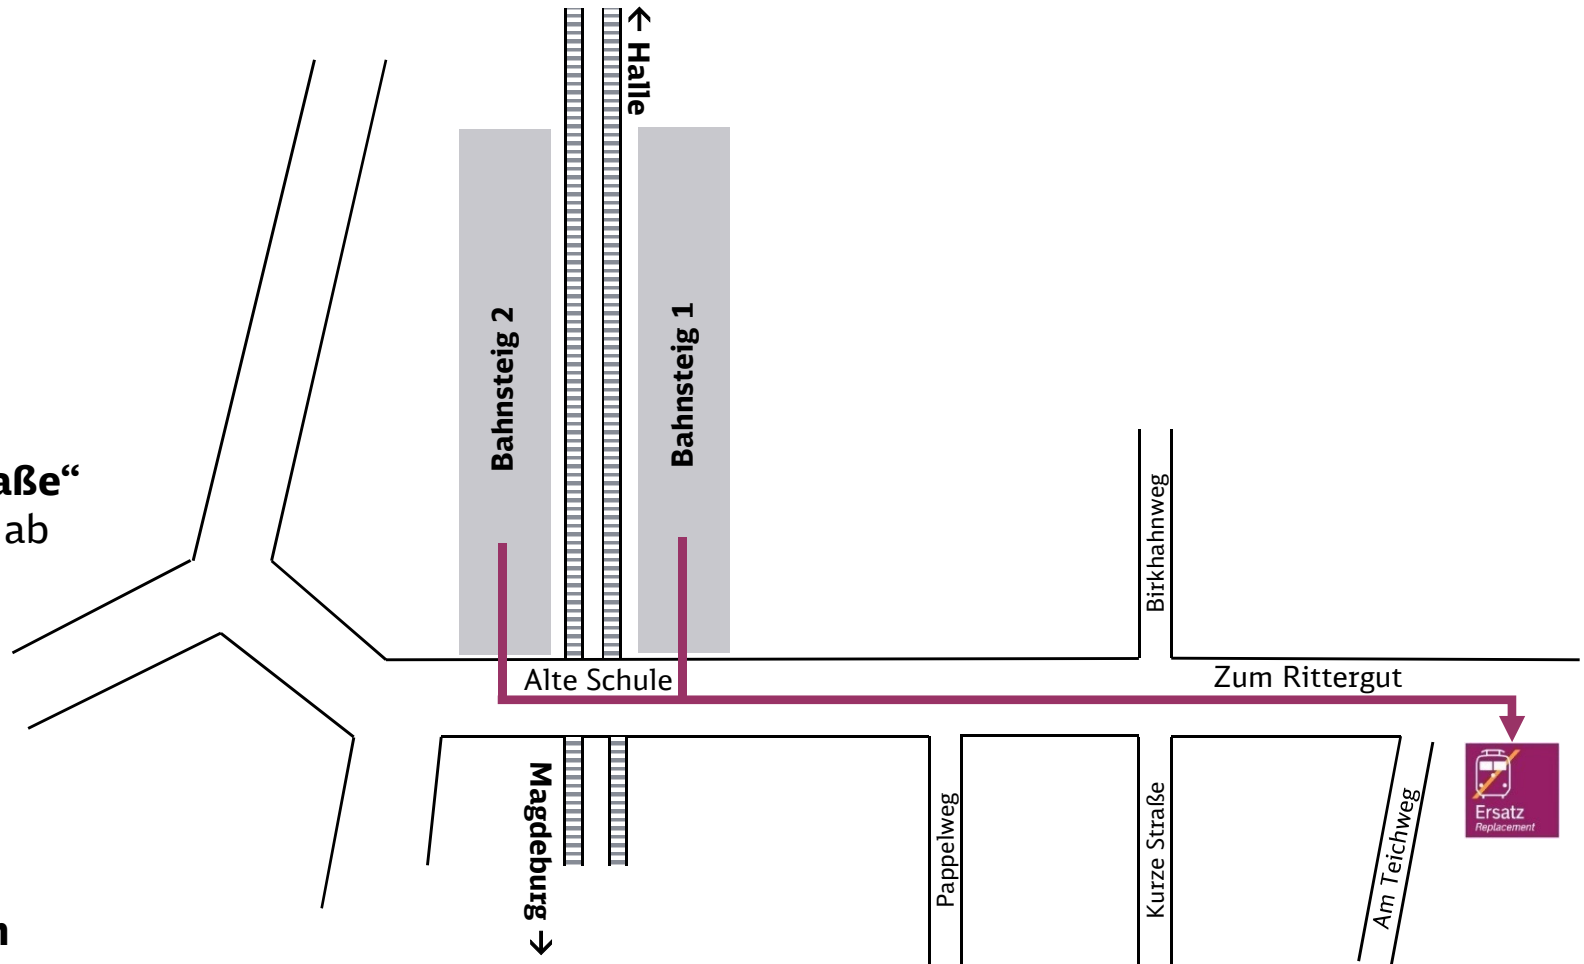 ← Halle
Bahnsteig 2
Bahnsteig 1
aße“
ab
Birkhahnweg
Alte Schule
Zum Rittergut
Magdeburg →
Pappelweg
Kurze Straße
Am Teichweg
Ersatz
Replacement
n